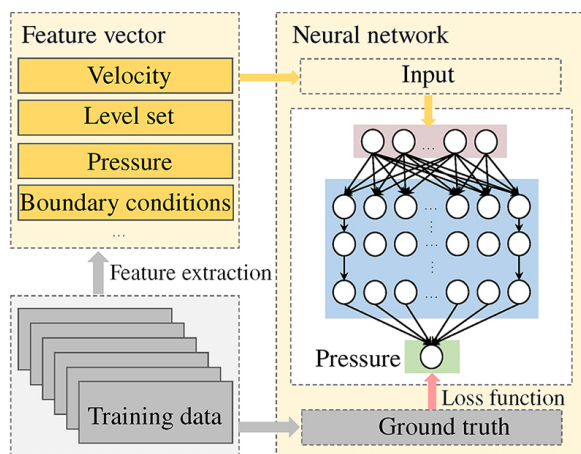 Feature vector
Velocity
Level set
Pressure
Boundary conditions
...
Feature extraction
Training data
Neural network
Input
...
...
...
...
...
Pressure
Loss function
Ground truth